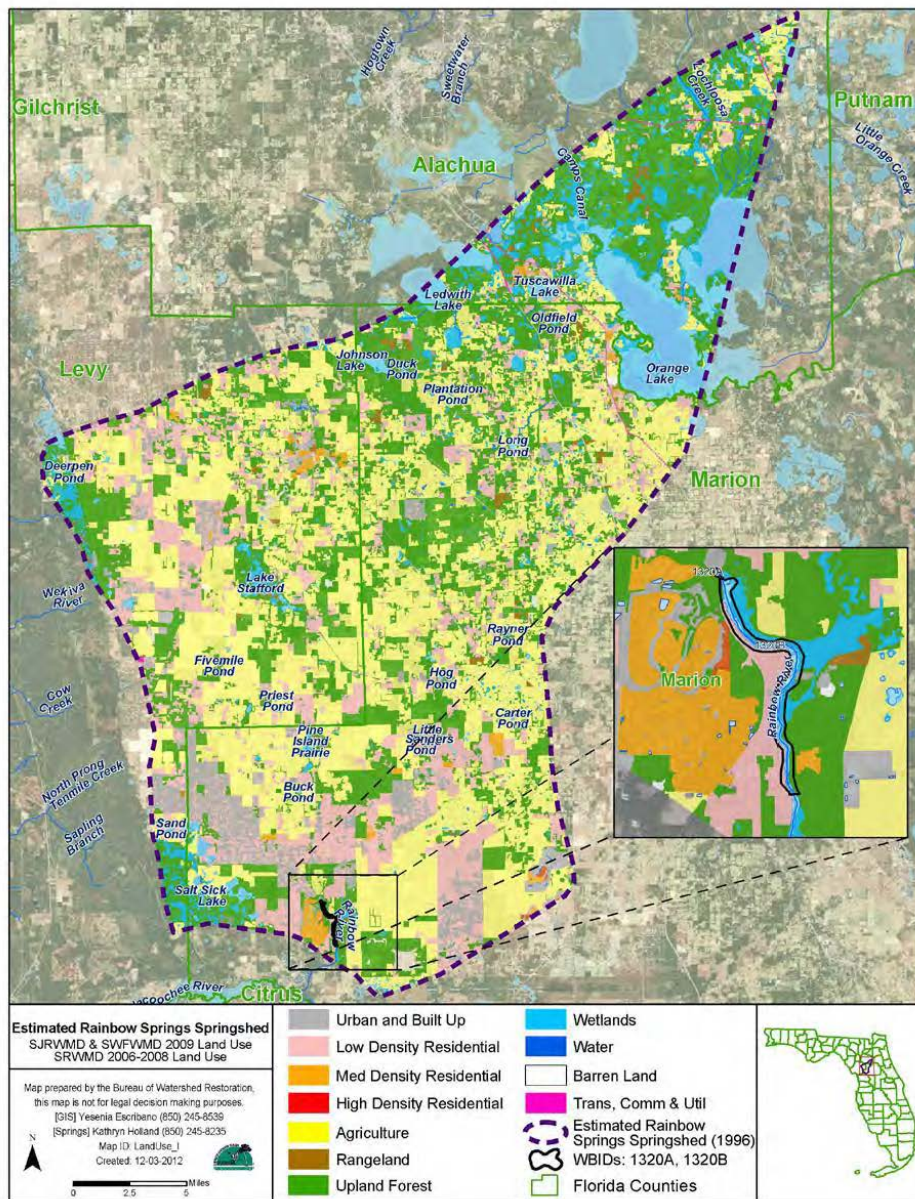 Hogtown
Creek
Sweetwater
Branch
Lochloosa
Creek
Gilchrist
Putnam
Little
Orange Creek
Alachua
Camps Canal
Tuscawilla
Lake
Ledwith
Lake
Oldfield
Pond
Johnson
Lake
Duck
Pond
Levy
Orange
Lake
Plantation
Pond
Long
Pond
Deerpen
Pond
Marion
Lake
Stafford
Wekiva
River
Rayner
Pond
Fivemile
Pond
Hog
Pond
Marion
Rainbow River
Cow
Creek
Priest
Pond
Carter
Pond
Pine
Island
Prairie
Little
Sanders
Pond
North Prong
Tenmile Creek
Buck
Pond
Sand
Pond
Sapling
Branch
Salt Sick
Lake
Rainbow
River
River
Citrus
Estimated Rainbow Springs Springshed
SJRWMD & SWFWMD 2009 Land Use
SRWMD 2006-2008 Land Use
Map prepared by the Bureau of Watershed Restoration,
this map is not for legal decision making purposes.
[GIS] Yesenia Escribano (850) 245-8539
[Springs] Kathryn Holland (850) 245-8235
Map ID: LandUse_I
Created: 12-03-2012
N
Miles
0 2.5 5
Urban and Built Up
Low Density Residential
Med Density Residential
High Density Residential
Agriculture
Rangeland
Upland Forest
Wetlands
Water
Barren Land
Trans, Comm & Util
Estimated Rainbow
Springs Springshed (1996)
WBIDs: 1320A, 1320B
Florida Counties